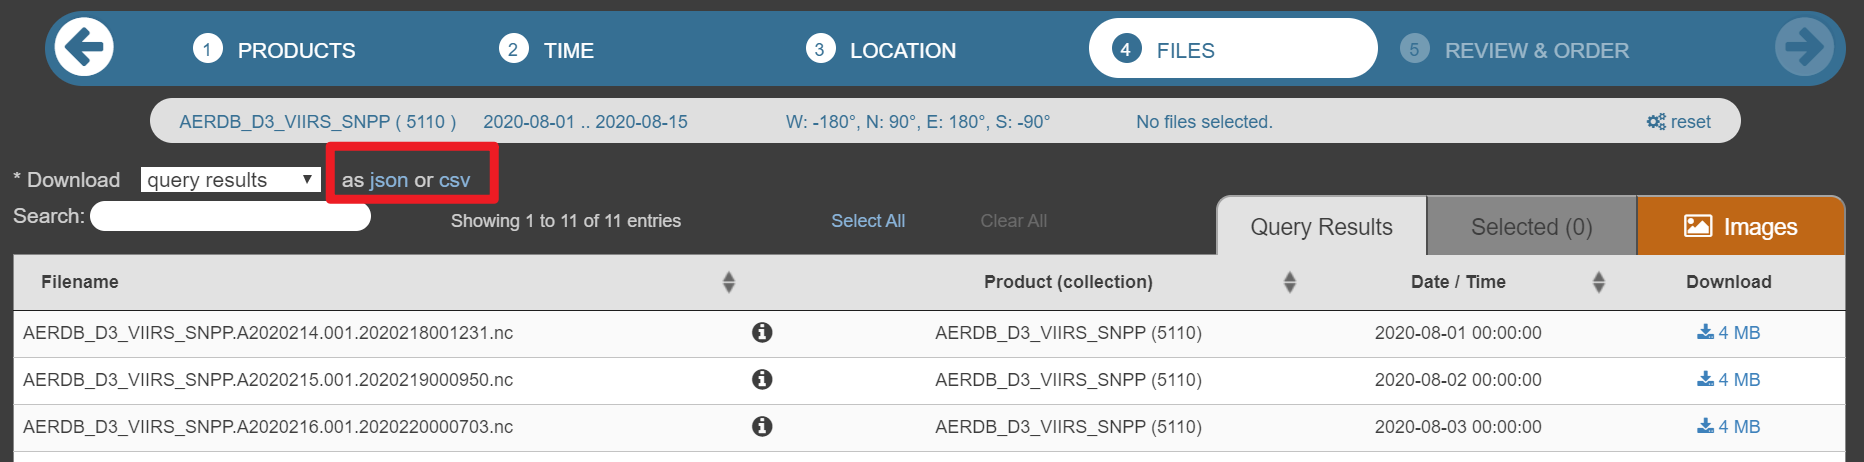 1 PRODUCTS 2 TIME 3 LOCATION 4 FILES 5 REVIEW & ORDER
AERDB_D3_VIIRS_SNPP ( 5110 ) 2020-08-01 .. 2020-08-15 W: -180°, N: 90°, E: 180°, S: -90° No files selected. reset
* Download query results as json or csv
Search: Showing 1 to 11 of 11 entries Select All Clear All Query Results Selected (0) Images
Filename Product (collection) Date / Time Download
AERDB_D3_VIIRS_SNPP.A2020214.001.2020218001231.nc AERDB_D3_VIIRS_SNPP (5110) 2020-08-01 00:00:00 4 MB
AERDB_D3_VIIRS_SNPP.A2020215.001.2020219000950.nc AERDB_D3_VIIRS_SNPP (5110) 2020-08-02 00:00:00 4 MB
AERDB_D3_VIIRS_SNPP.A2020216.001.2020220000703.nc AERDB_D3_VIIRS_SNPP (5110) 2020-08-03 00:00:00 4 MB